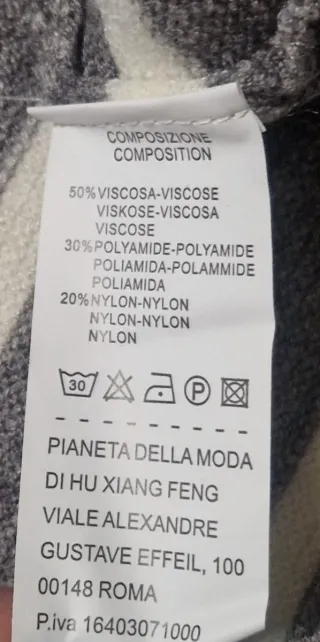 COMPOSIZIONE
COMPOSITION
50%VISCOSA-VISCOSE
VISKOSE-VISCOSA
VISCOSE
30%POLYAMIDE-POLYAMIDE
POLIAMIDA-POLAMMIDE
POLIAMIDA
20%NYLON-NYLON
NYLON-NYLON
NYLON
30 P
PIANETA DELLA MODA
DI HU XIANG FENG
VIALE ALEXANDRE
GUSTAVE EFFEIL, 100
00148 ROMA
P.iva 16403071000